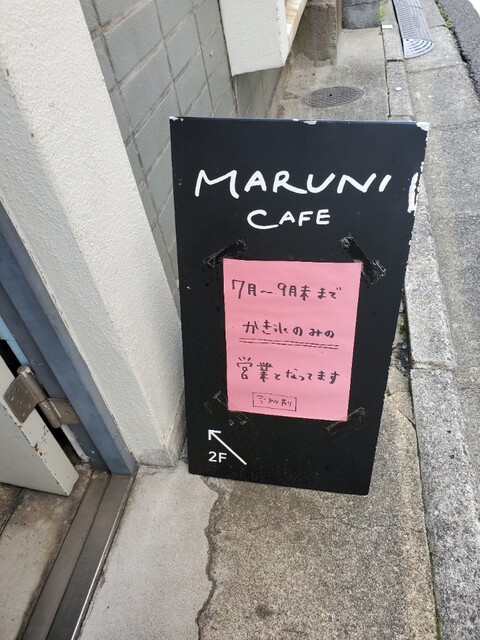 MARUNI
CAFE
7月～9月末まで
かき氷のみの
営業となってます
2F